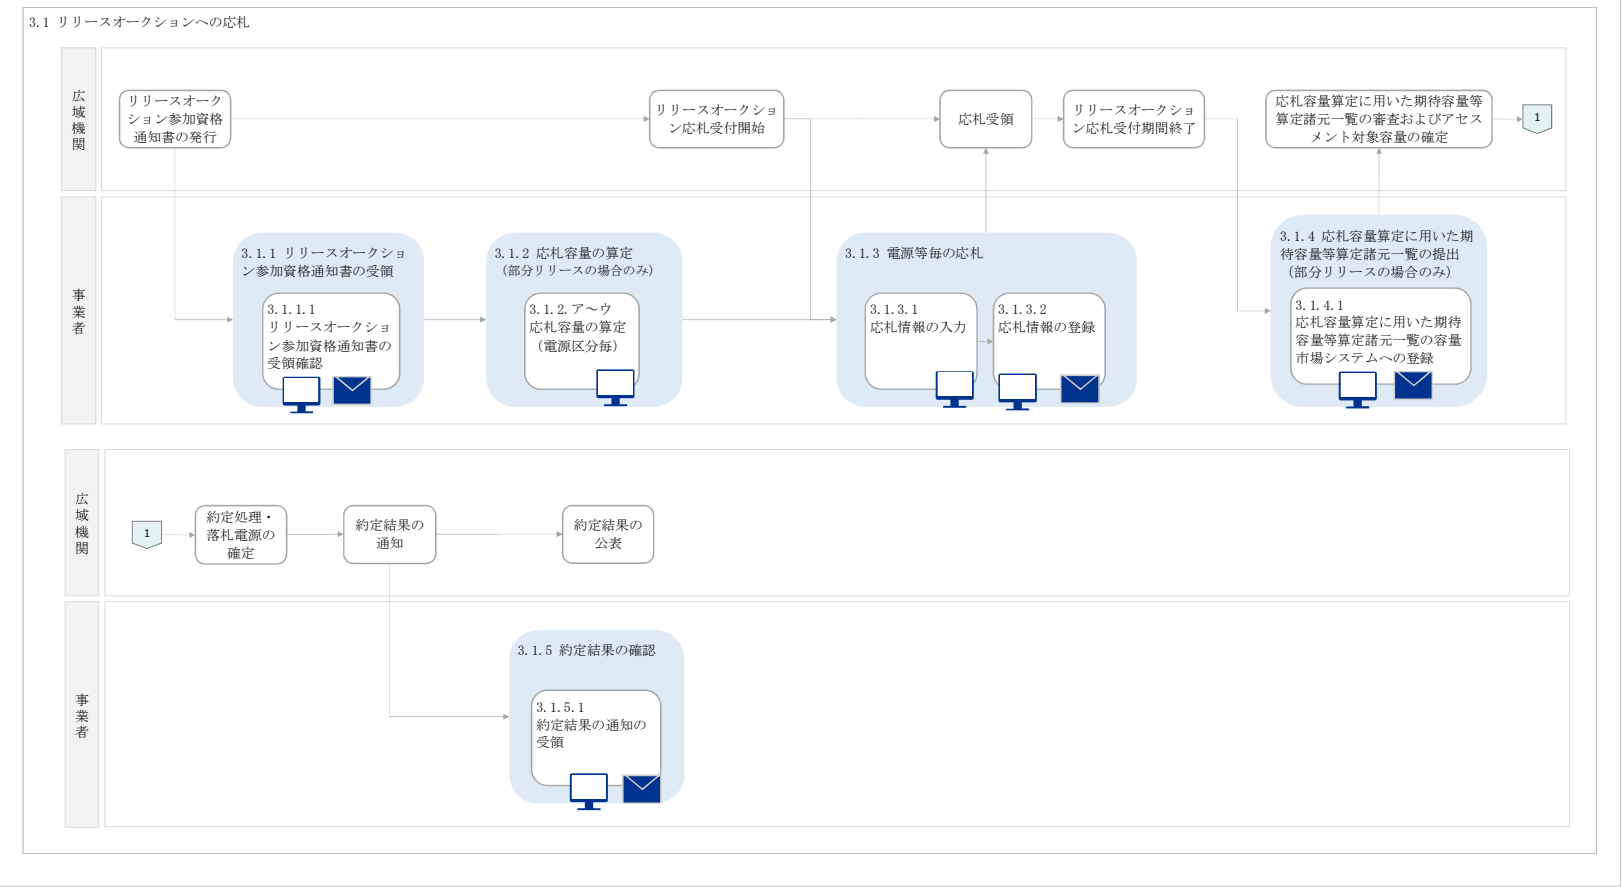 3.1 リリースオークションへの応札
広
域
機
関
リリースオーク
ション参加資格
通知書の発行
リリースオークショ
ン応札受付開始
応札受領
リリースオークショ
ン応札受付期間終了
応札容量算定に用いた期待容量等
算定諸元一覧の審査およびアセス
メント対象容量の確定
1
事
業
者
3.1.1 リリースオークショ
ン参加資格通知書の受領
3.1.1.1
リリースオークショ
ン参加資格通知書の
受領確認
3.1.2 応札容量の算定
（部分リリースの場合のみ）
3.1.2.ア～ウ
応札容量の算定
（電源区分毎）
3.1.3 電源等毎の応札
3.1.3.1
応札情報の入力
3.1.3.2
応札情報の登録
3.1.4 応札容量算定に用いた期
待容量等算定諸元一覧の提出
（部分リリースの場合のみ）
3.1.4.1
応札容量算定に用いた期待
容量等算定諸元一覧の容量
市場システムへの登録
広
域
機
関
1
約定処理・
落札電源の
確定
約定結果の
通知
約定結果の
公表
事
業
者
3.1.5 約定結果の確認
3.1.5.1
約定結果の通知の
受領